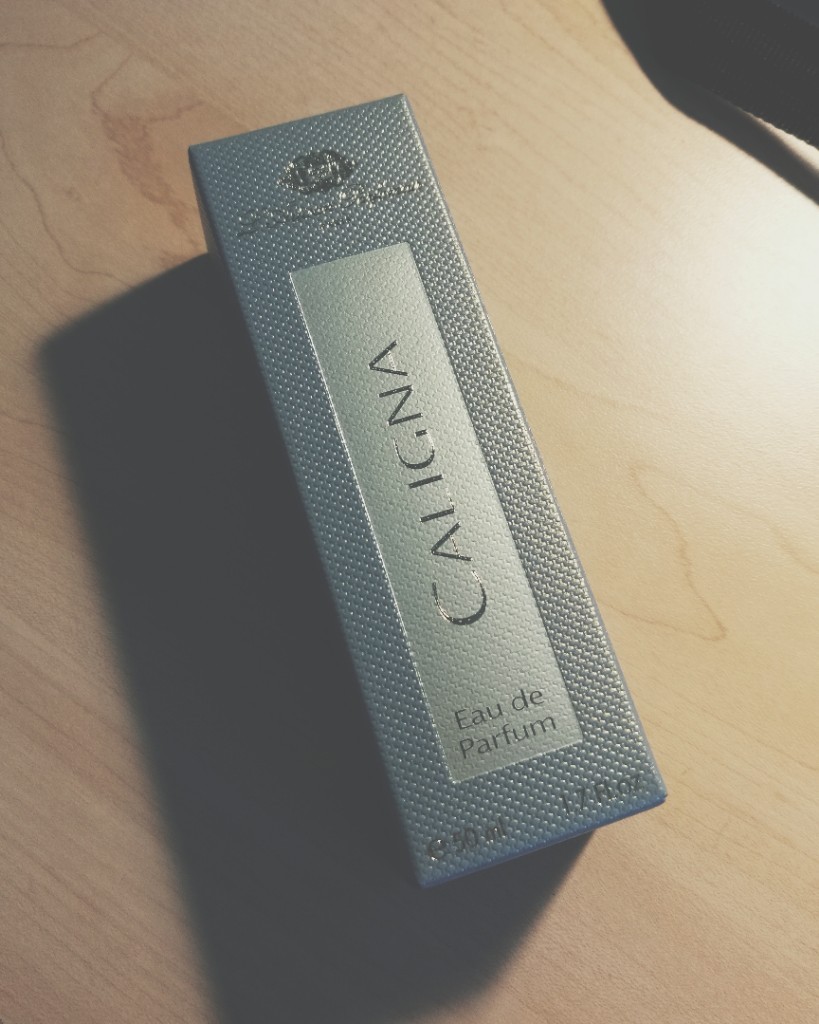 CALIGNA
Eau de
Parfum
℮ 50 ml 1.7 fl.oz